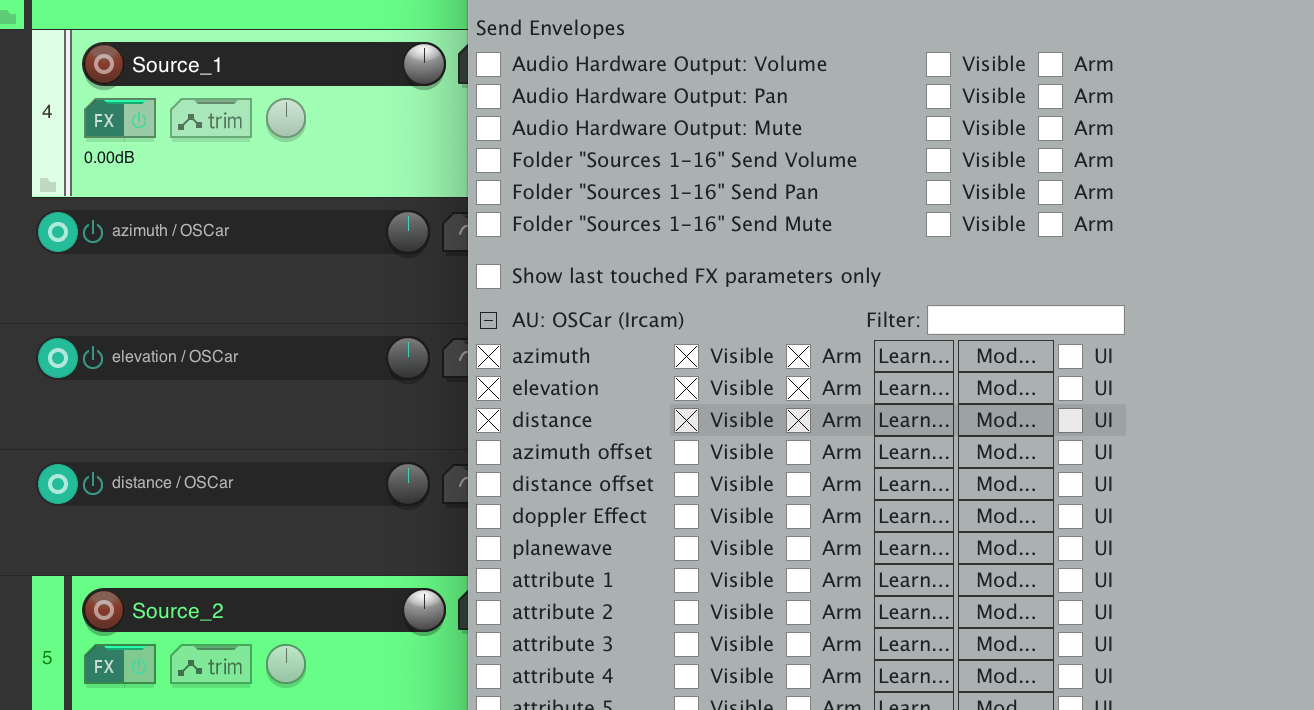 Source_1
4
FX
trim
0.00dB
azimuth / OSCar
elevation / OSCar
distance / OSCar
Source_2
5
FX
trim
Send Envelopes
Audio Hardware Output: Volume Visible Arm
Audio Hardware Output: Pan Visible Arm
Audio Hardware Output: Mute Visible Arm
Folder "Sources 1-16" Send Volume Visible Arm
Folder "Sources 1-16" Send Pan Visible Arm
Folder "Sources 1-16" Send Mute Visible Arm
Show last touched FX parameters only
AU: OSCar (Ircam) Filter:
azimuth Visible Arm Learn... Mod... UI
elevation Visible Arm Learn... Mod... UI
distance Visible Arm Learn... Mod... UI
azimuth offset Visible Arm Learn... Mod... UI
distance offset Visible Arm Learn... Mod... UI
doppler Effect Visible Arm Learn... Mod... UI
planewave Visible Arm Learn... Mod... UI
attribute 1 Visible Arm Learn... Mod... UI
attribute 2 Visible Arm Learn... Mod... UI
attribute 3 Visible Arm Learn... Mod... UI
attribute 4 Visible Arm Learn... Mod... UI
attribute 5 Visible Arm Learn... Mod... UI